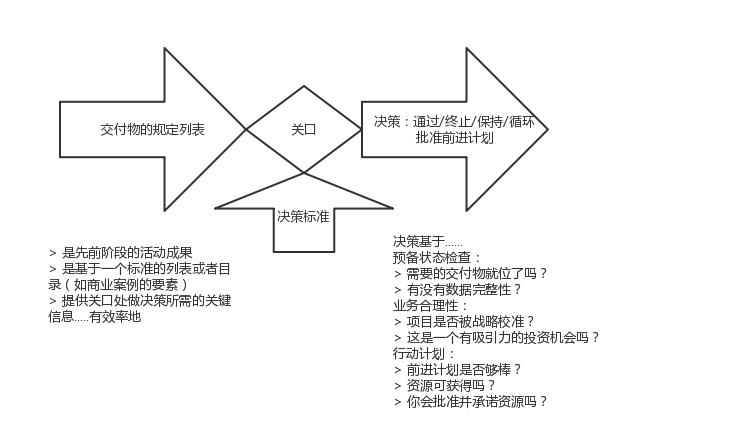 交付物的规定列表
关口
决策：通过/终止/保持/循环
批准前进计划
决策标准
> 是先前阶段的活动成果
> 是基于一个标准的列表或者目
录（如商业案例的要素）
> 提供关口处做决策所需的关键
信息.....有效率地
决策基于......
预备状态检查：
> 需要的交付物就位了吗？
> 有没有数据完整性？
业务合理性：
> 项目是否被战略校准？
> 这是一个有吸引力的投资机会吗？
行动计划：
> 前进计划是否够棒？
> 资源可获得吗？
> 你会批准并承诺资源吗？